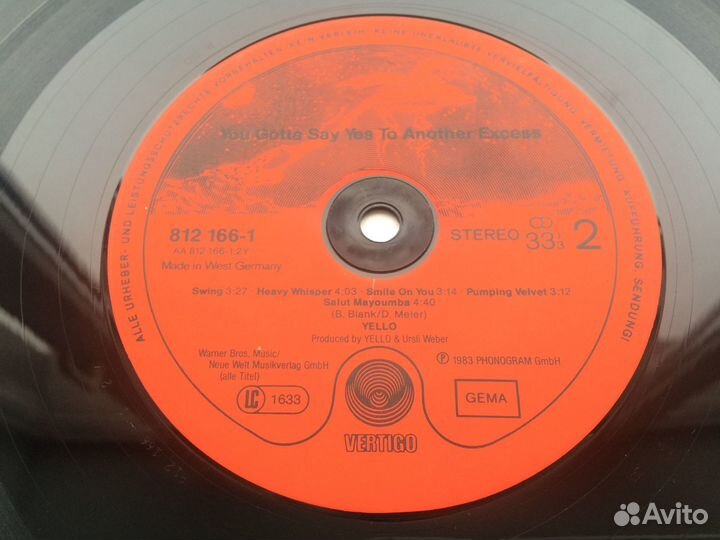 ALLE URHEBER- UND LEISTUNGSSCHUTZRECHTE VORBEHALTEN. KEIN VERLEIH, KEINE UNERLAUBTE VERVIELFÄLTIGUNG, VERMIETUNG, AUFFÜHRUNG, SENDUNG!
You Gotta Say Yes To Another Excess
812 166-1
AA 812 166-1:2Y
Made in West Germany
STEREO 33⅓ 2
Swing 3:27 · Heavy Whisper 4:03 · Smile On You 3:14 · Pumping Velvet 3:12
Salut Mayoumba 4:40
(B. Blank/D. Meier)
YELLO
Produced by YELLO & Ursli Weber
Warner Bros. Music/
Neue Welt Musikverlag GmbH
(alle Titel)
Ⓟ 1983 PHONOGRAM GmbH
LC 1633
GEMA
VERTIGO
Avito